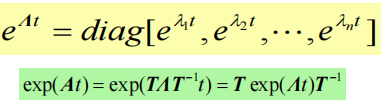 e^{Λt} = diag[e^{λ₁t}, e^{λ₂t}, ⋯, e^{λₙt}]
exp(At) = exp(TΛT⁻¹t) = T exp(Λt)T⁻¹